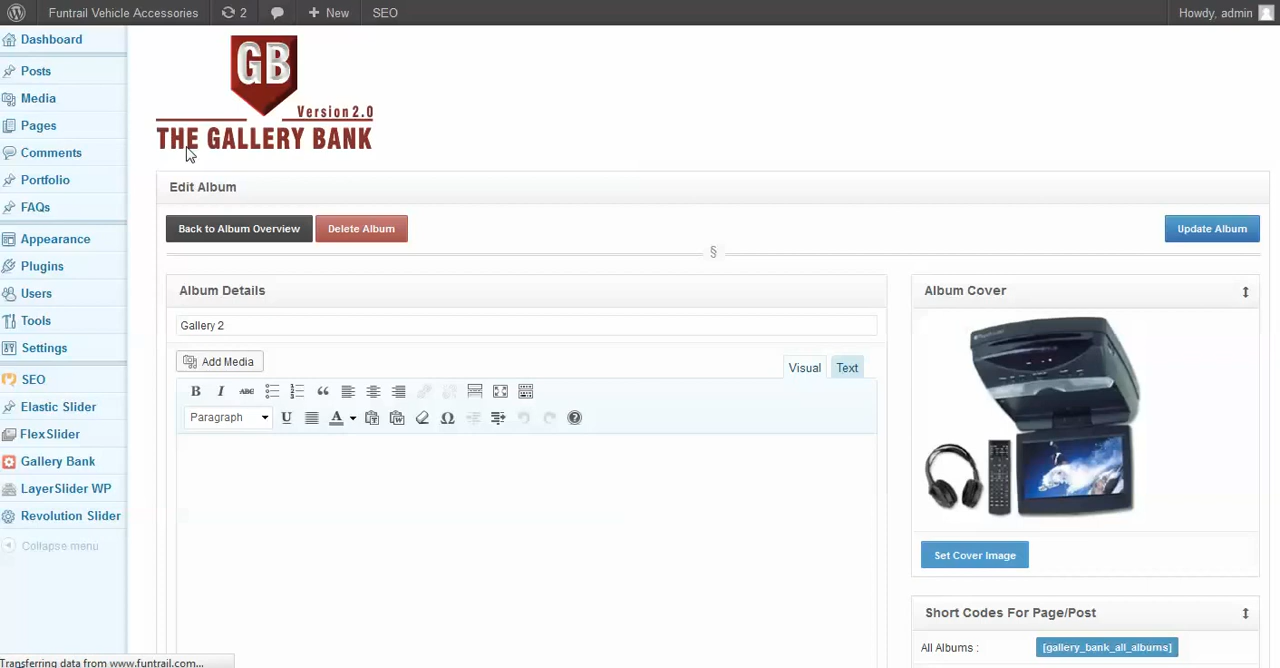 Funtrail Vehicle Accessories 2 New SEO Howdy, admin
Dashboard
Posts
Media
Pages
Comments
Portfolio
FAQs
Appearance
Plugins
Users
Tools
Settings
SEO
Elastic Slider
FlexSlider
Gallery Bank
LayerSlider WP
Revolution Slider
Collapse menu
GB
Version 2.0
THE GALLERY BANK
Edit Album
Back to Album Overview Delete Album Update Album
§
Album Details
Gallery 2
Add Media Visual Text
B I ABC
Paragraph U A Ω ?
Album Cover
Set Cover Image
Short Codes For Page/Post
All Albums : [gallery_bank_all_albums]
Transferring data from www.funtrail.com...